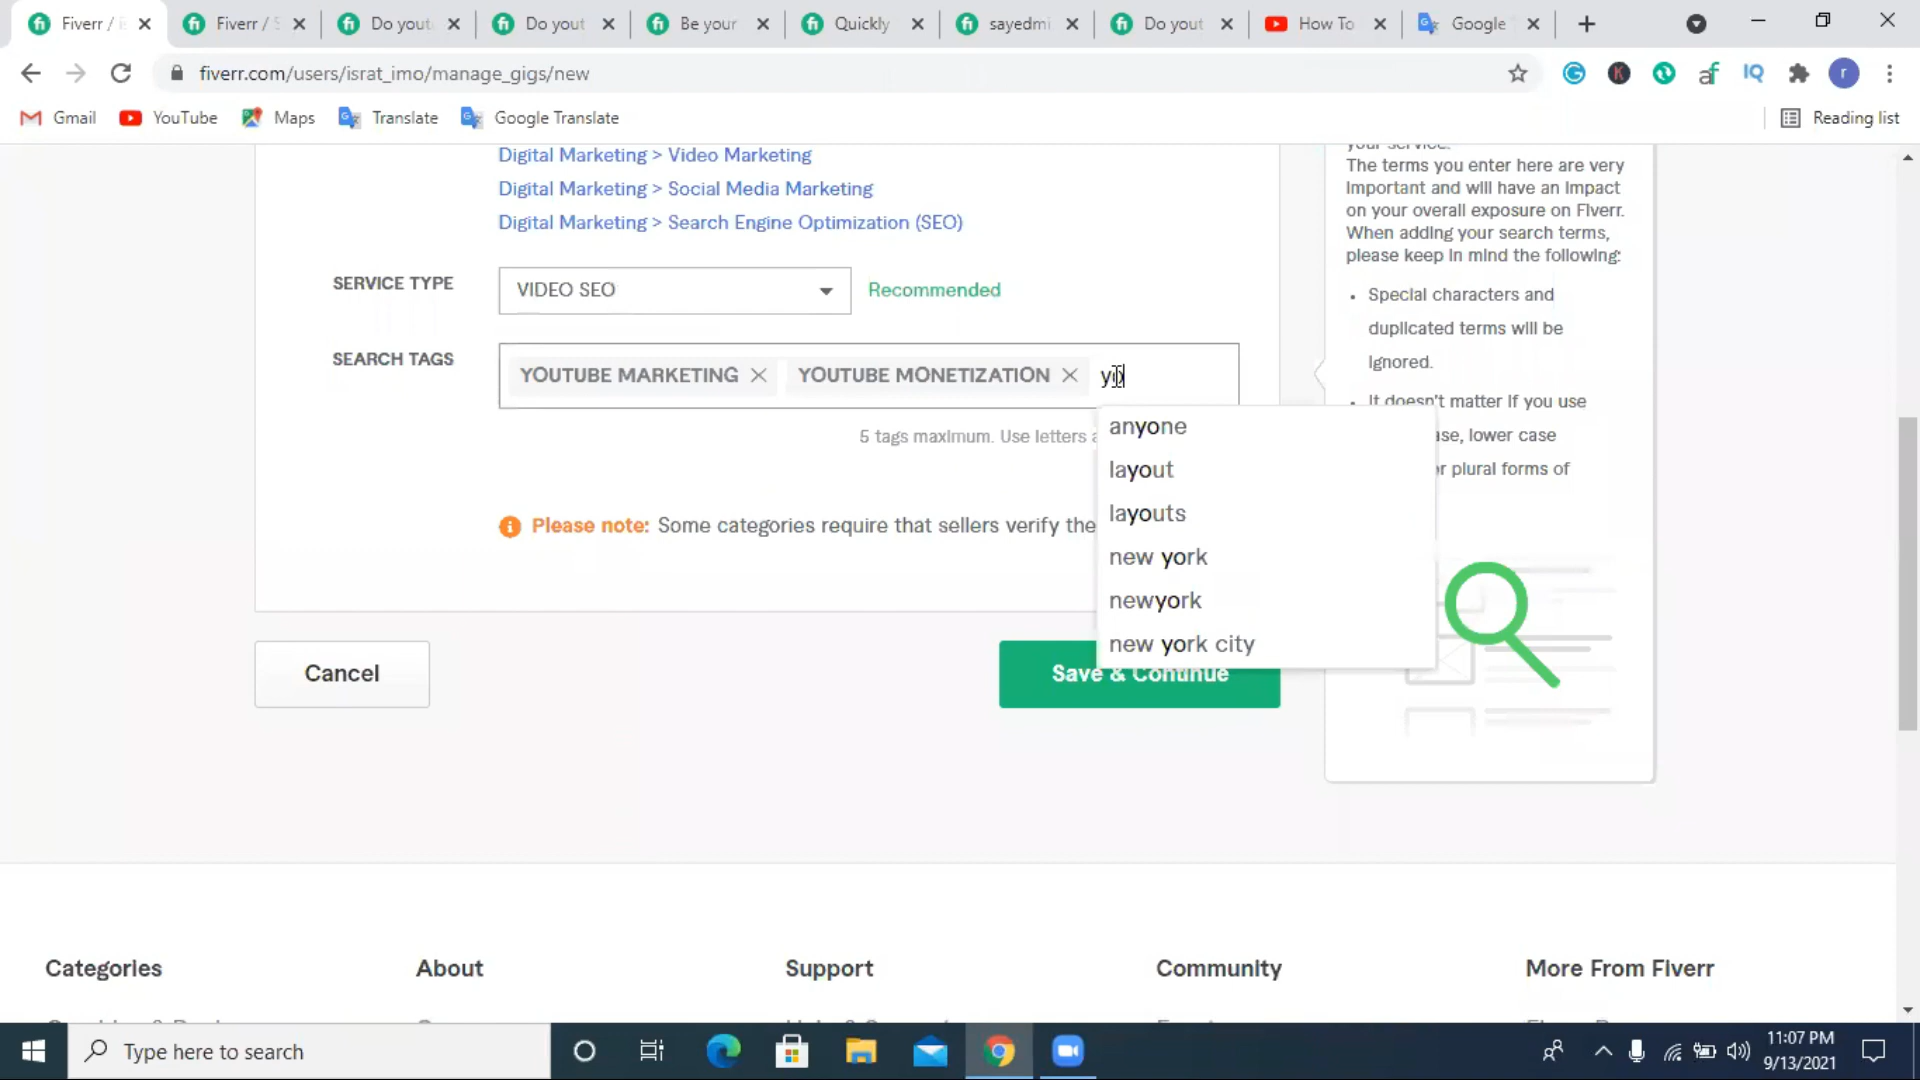 Fiverr /
Fiverr / S
Do yout
Do yout
Be your
Quickly
sayedmi
Do yout
How To
Google
fiverr.com/users/israt_imo/manage_gigs/new
r
Gmail
YouTube
Maps
Translate
Google Translate
Reading list
Digital Marketing > Video Marketing
Digital Marketing > Social Media Marketing
Digital Marketing > Search Engine Optimization (SEO)
SERVICE TYPE
VIDEO SEO
Recommended
SEARCH TAGS
YOUTUBE MARKETING
YOUTUBE MONETIZATION
yo
5 tags maximum. Use letters
Please note: Some categories require that sellers verify the
anyone
layout
layouts
new york
newyork
new york city
Cancel
Save & Continue
your service.
The terms you enter here are very
important and will have an impact
on your overall exposure on Fiverr.
When adding your search terms,
please keep in mind the following:
• Special characters and
duplicated terms will be
ignored.
• It doesn't matter if you use
ase, lower case
r plural forms of
Categories
About
Support
Community
More From Fiverr
Type here to search
11:07 PM
9/13/2021